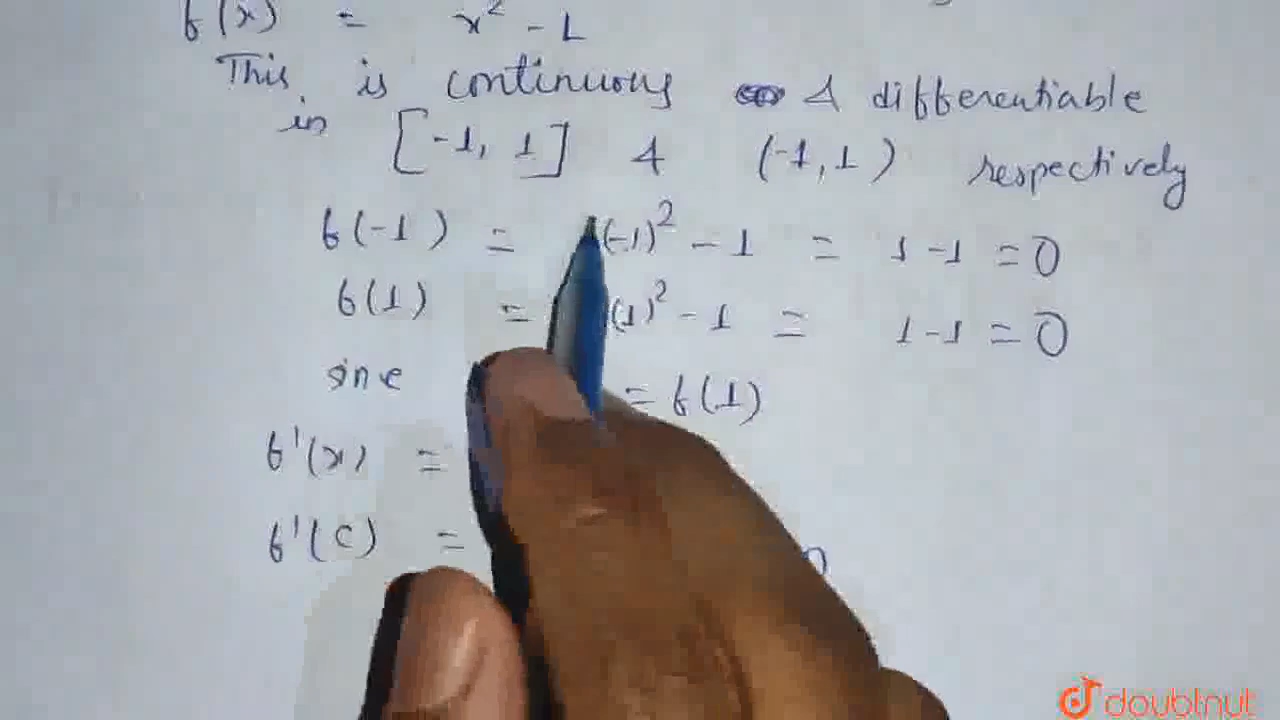 f(x) = x² - 1
This is continuous & differentiable
in [-1, 1] & (-1, 1) respectively
f(-1) = (-1)² - 1 = 1 - 1 = 0
f(1) = (1)² - 1 = 1 - 1 = 0
sine = f(1)
f'(x) =
f'(c) = 0
doubtnut